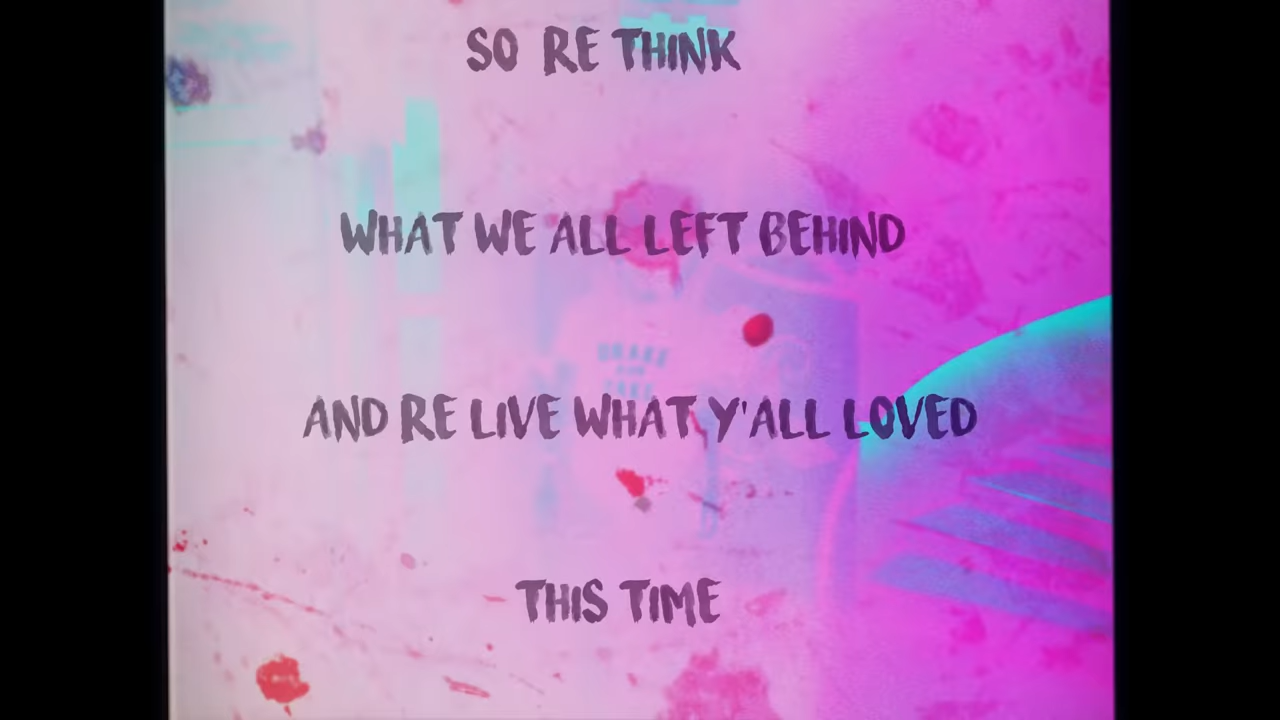 SO RE THINK
WHAT WE ALL LEFT BEHIND
AND RE LIVE WHAT Y'ALL LOVED
THIS TIME